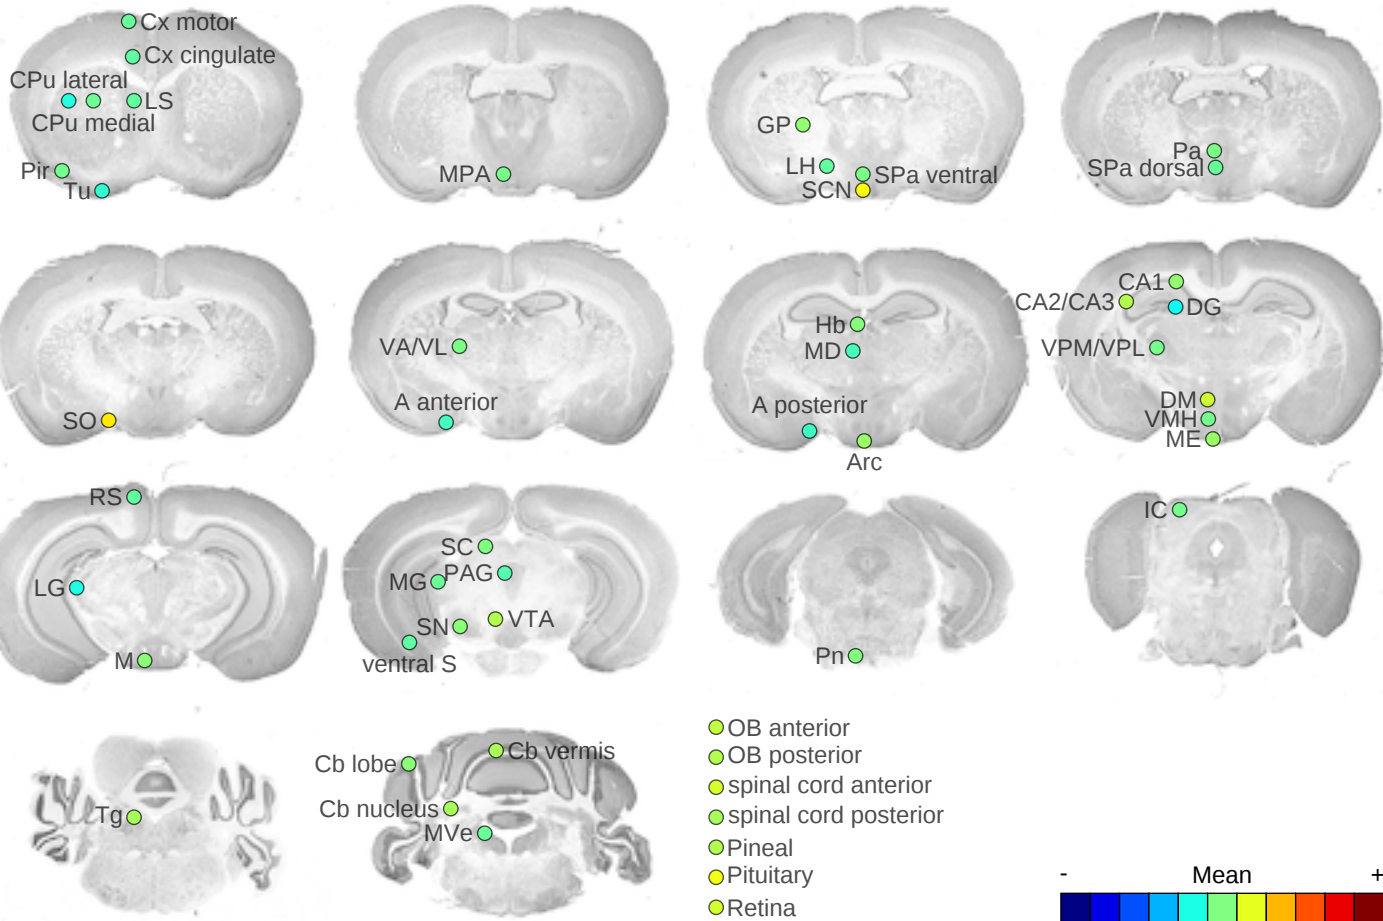 Cx motor
Cx cingulate
CPu lateral
LS
CPu medial
Pir
Tu
MPA
GP
LH
SPa ventral
SCN
Pa
SPa dorsal
SO
VA/VL
A anterior
Hb
MD
A posterior
Arc
CA1
CA2/CA3
DG
VPM/VPL
DM
VMH
ME
RS
LG
M
SC
MG
PAG
SN
VTA
ventral S
Pn
IC
Tg
Cb lobe
Cb vermis
Cb nucleus
MVe
OB anterior
OB posterior
spinal cord anterior
spinal cord posterior
Pineal
Pituitary
Retina
- Mean +